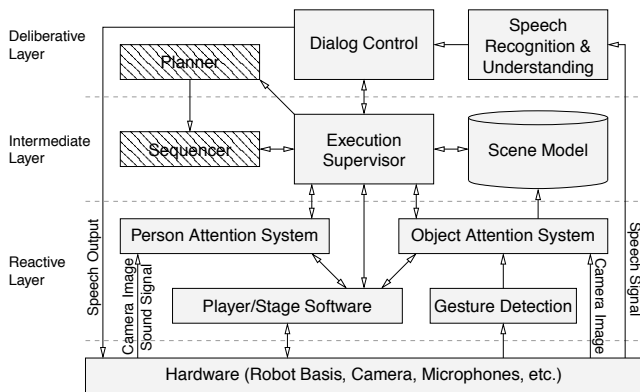 Deliberative
Layer
Dialog Control
Speech
Recognition &
Understanding
Planner
Intermediate
Layer
Sequencer
Execution
Supervisor
Scene Model
Reactive
Layer
Speech Output
Person Attention System
Object Attention System
Camera Image
Sound Signal
Player/Stage Software
Gesture Detection
Camera Image
Speech Signal
Hardware (Robot Basis, Camera, Microphones, etc.)